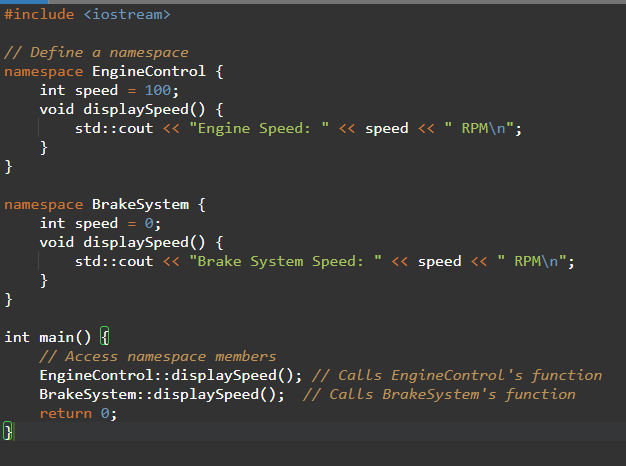 #include <iostream>

// Define a namespace
namespace EngineControl {
    int speed = 100;
    void displaySpeed() {
        std::cout << "Engine Speed: " << speed << " RPM\n";
    }
}

namespace BrakeSystem {
    int speed = 0;
    void displaySpeed() {
        std::cout << "Brake System Speed: " << speed << " RPM\n";
    }
}

int main() {
    // Access namespace members
    EngineControl::displaySpeed(); // Calls EngineControl's function
    BrakeSystem::displaySpeed();  // Calls BrakeSystem's function
    return 0;
}